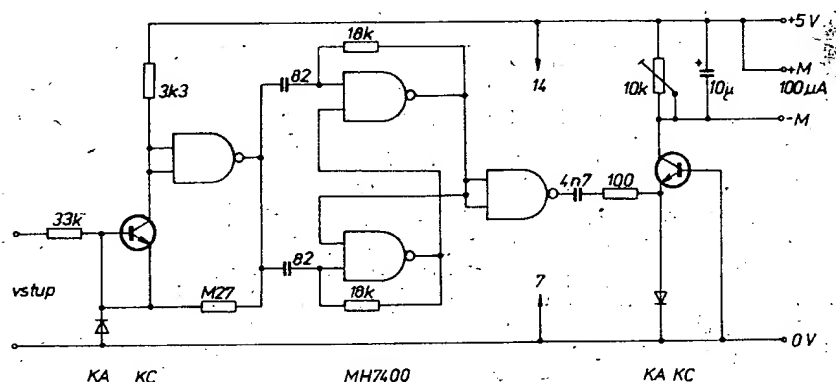 +5V
18k
82
3k3
14
10k
+
10µ
+M
100µA
-M
4n7
100
33k
vstup
M27
82
18k
7
0V
KA KC
MH7400
KA KC